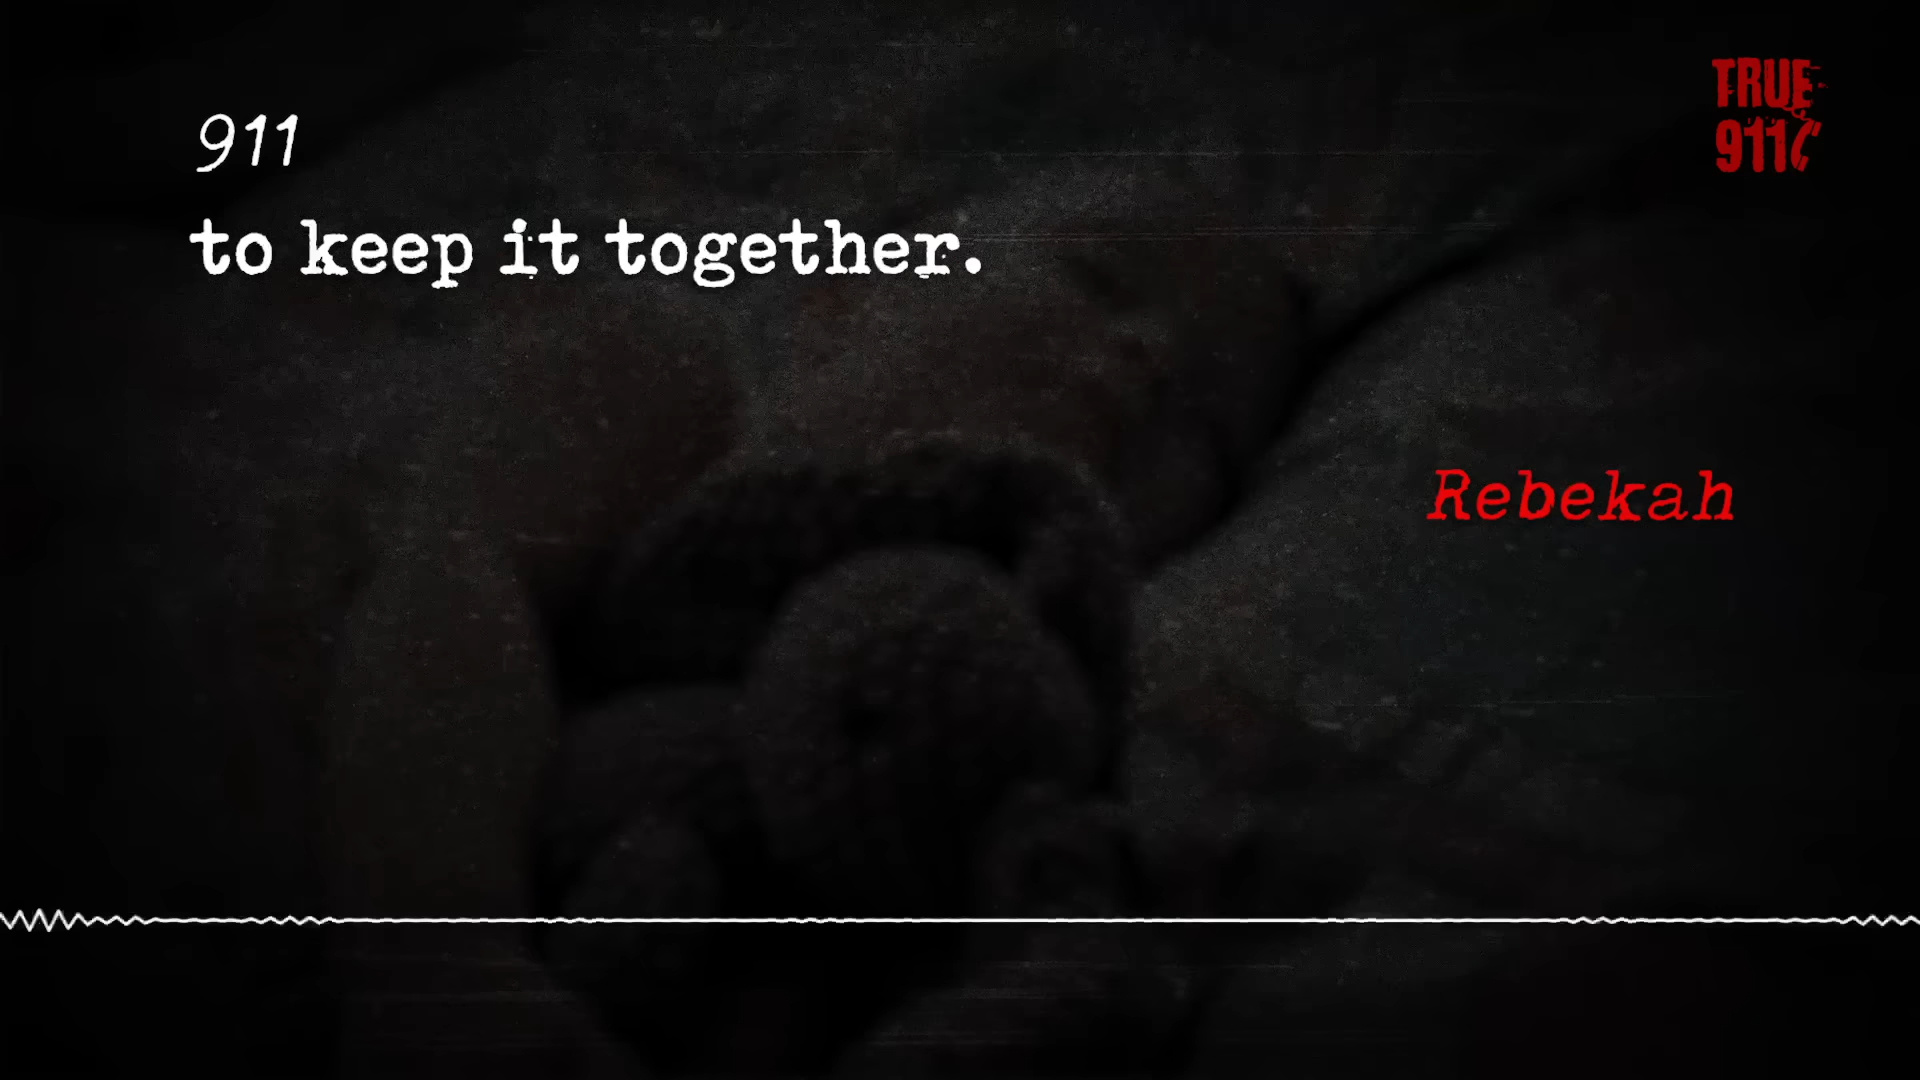 911
to keep it together.
TRUE
911
Rebekah